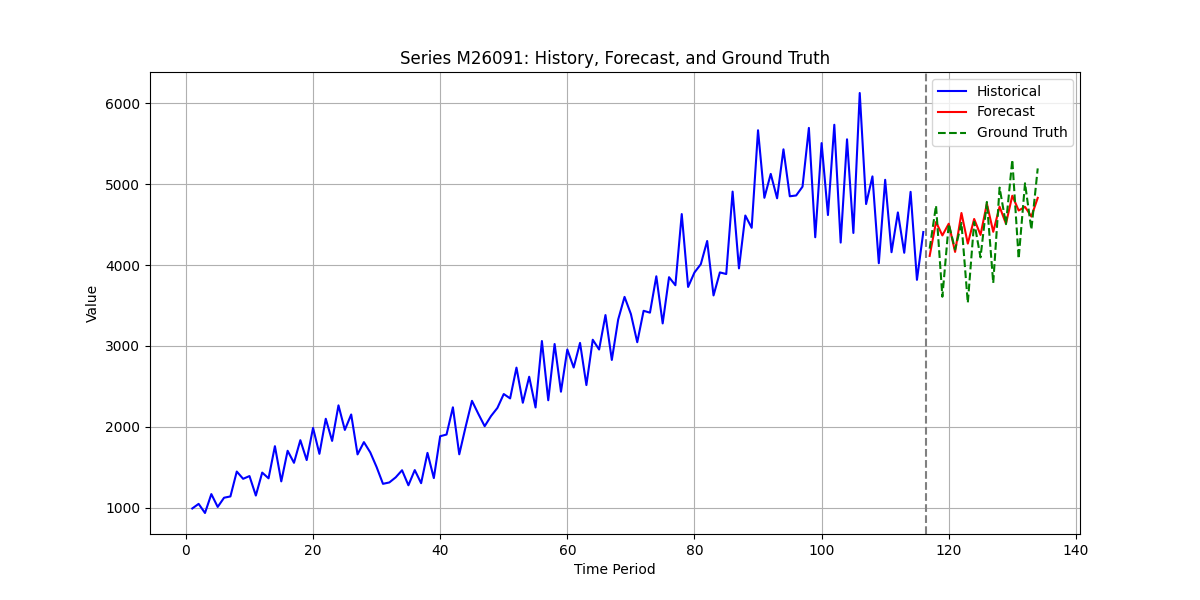 Series M26091: History, Forecast, and Ground Truth
Historical
Forecast
Ground Truth
6000
5000
4000
3000
2000
1000
Value
0 20 40 60 80 100 120 140
Time Period